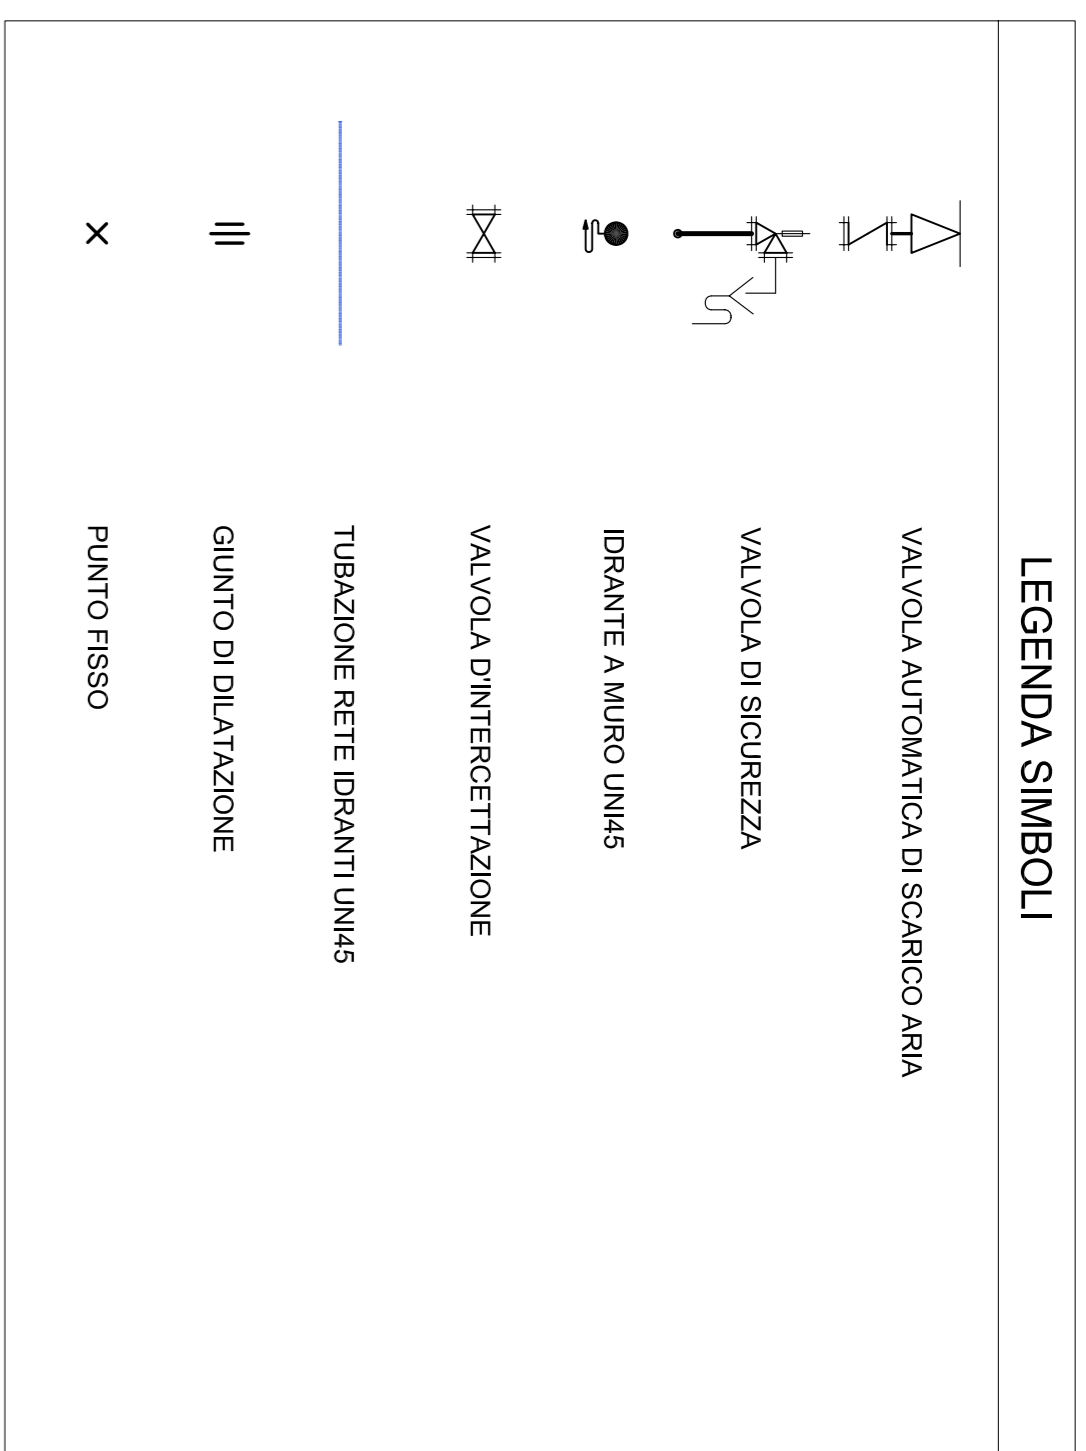 LEGENDA SIMBOLI
VALVOLA AUTOMATICA DI SCARICO ARIA
VALVOLA DI SICUREZZA
IDRANTE A MURO UNI45
VALVOLA D'INTERCETTAZIONE
TUBAZIONE RETE IDRANTI UNI45
GIUNTO DI DILATAZIONE
PUNTO FISSO